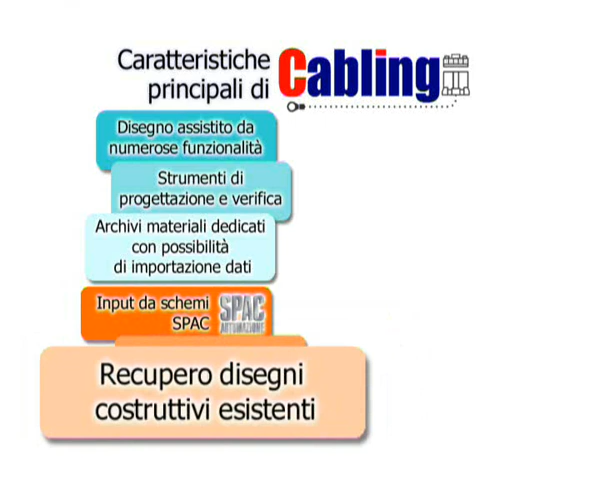 Caratteristiche
principali di
Cabling
Disegno assistito da
numerose funzionalità
Strumenti di
progettazione e verifica
Archivi materiali dedicati
con possibilità
di importazione dati
Input da schemi
SPAC
SPAC
AUTOMAZIONE
Recupero disegni
costruttivi esistenti